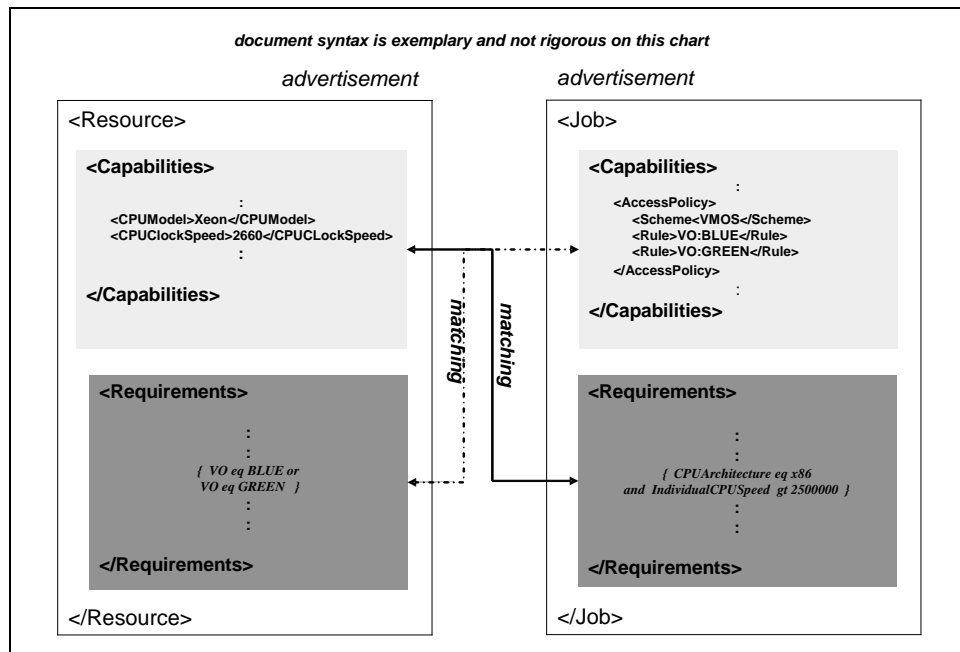 document syntax is exemplary and not rigorous on this chart
advertisement
<Resource>
<Capabilities>
:
<CPUModel>Xeon</CPUModel>
<CPUClockSpeed>2660</CPUCLockSpeed>
:
</Capabilities>
<Requirements>
:
:
{ VO eq BLUE or
VO eq GREEN }
:
:
</Requirements>
</Resource>
matching
matching
advertisement
<Job>
<Capabilities>
:
<AccessPolicy>
<Scheme<VMOS</Scheme>
<Rule>VO:BLUE</Rule>
<Rule>VO:GREEN</Rule>
</AccessPolicy>
:
</Capabilities>
<Requirements>
:
:
{ CPUArchitecture eq x86
and IndividualCPUSpeed gt 2500000 }
:
:
</Requirements>
</Job>